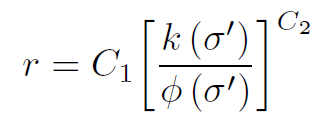 $r = C_1 \left[ \frac{k\,(\sigma')}{\phi\,(\sigma')} \right]^{C_2}$